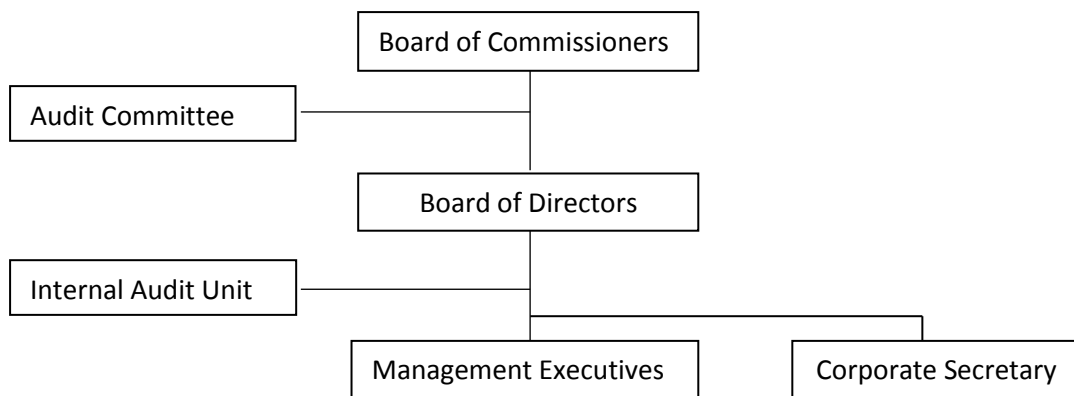 Board of Commissioners
Audit Committee
Board of Directors
Internal Audit Unit
Management Executives
Corporate Secretary